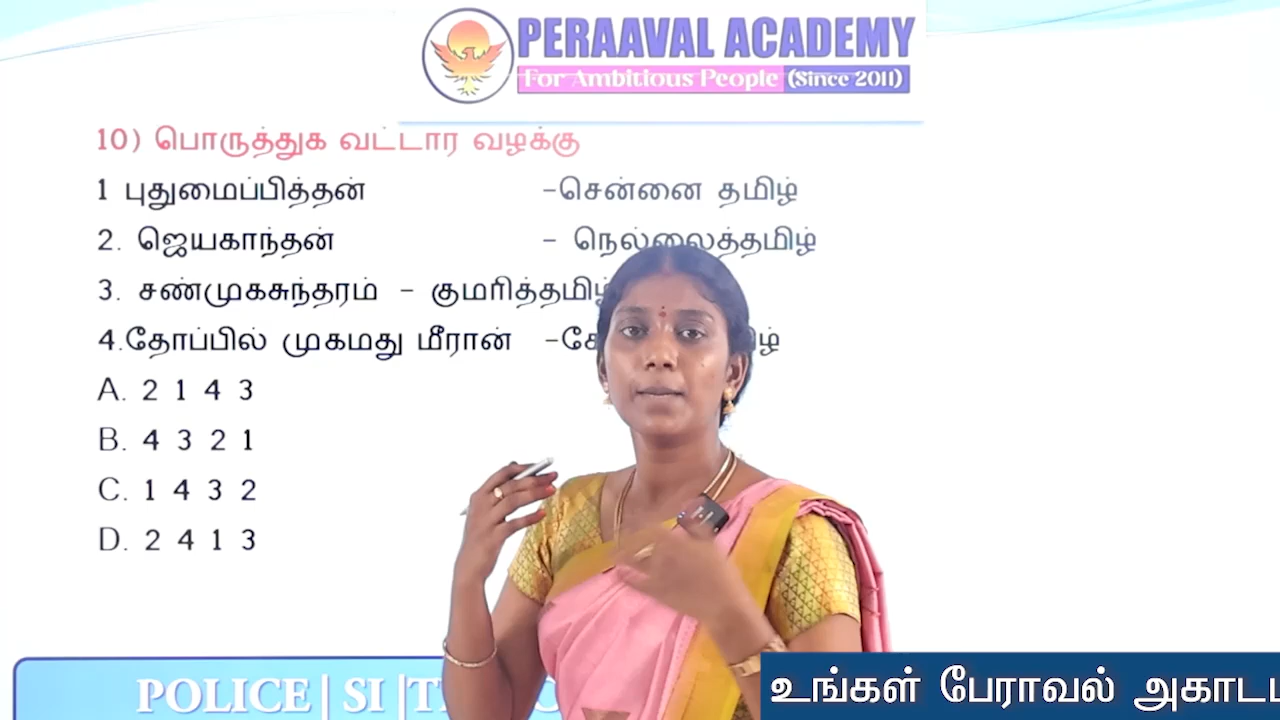 PERAAVAL ACADEMY
For Ambitious People (Since 2011)
10) பொருத்துக வட்டார வழக்கு
1 புதுமைப்பித்தன் -சென்னை தமிழ்
2. ஜெயகாந்தன் - நெல்லைத்தமிழ்
3. சண்முகசுந்தரம் - குமரித்தமிழ்
4.தோப்பில் முகமது மீரான்
A. 2 1 4 3
B. 4 3 2 1
C. 1 4 3 2
D. 2 4 1 3
POLICE | SI |
உங்கள் பேராவல்